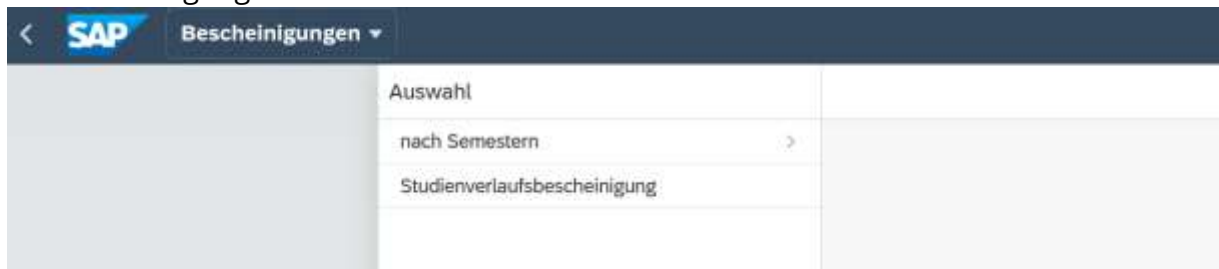 SAP Bescheinigungen
Auswahl
nach Semestern
Studienverlaufsbescheinigung